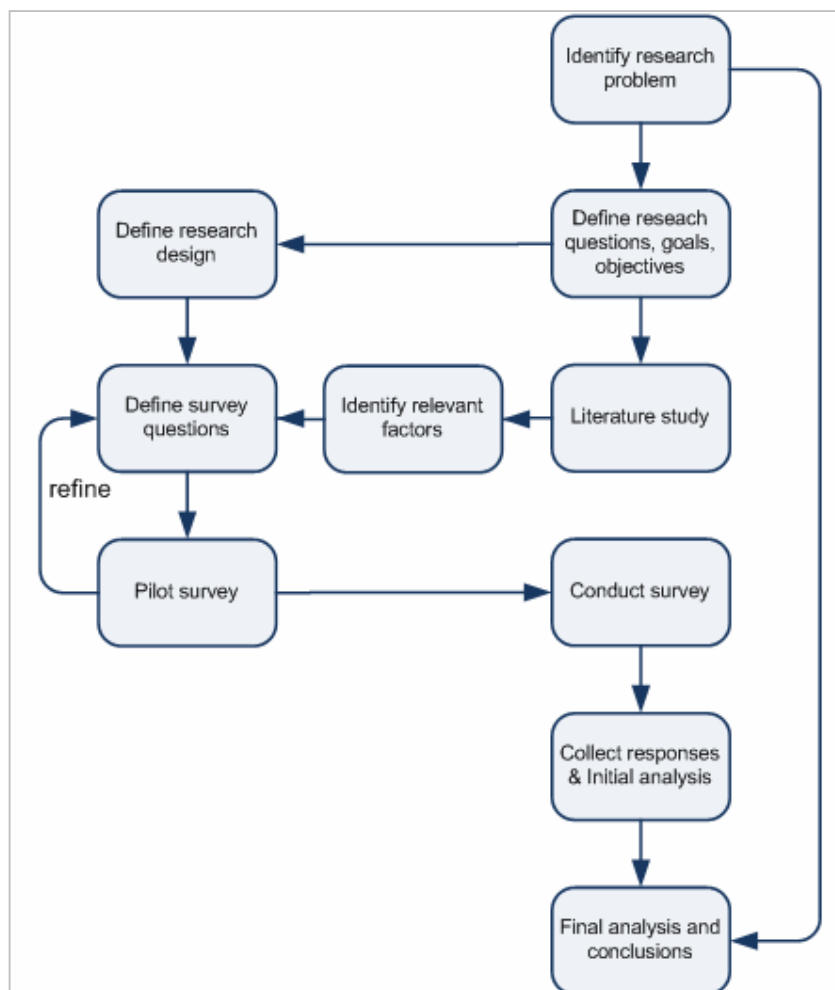 Identify research
problem
Define research
design
Define reseach
questions, goals,
objectives
Define survey
questions
Identify relevant
factors
Literature study
refine
Pilot survey
Conduct survey
Collect responses
& Initial analysis
Final analysis and
conclusions